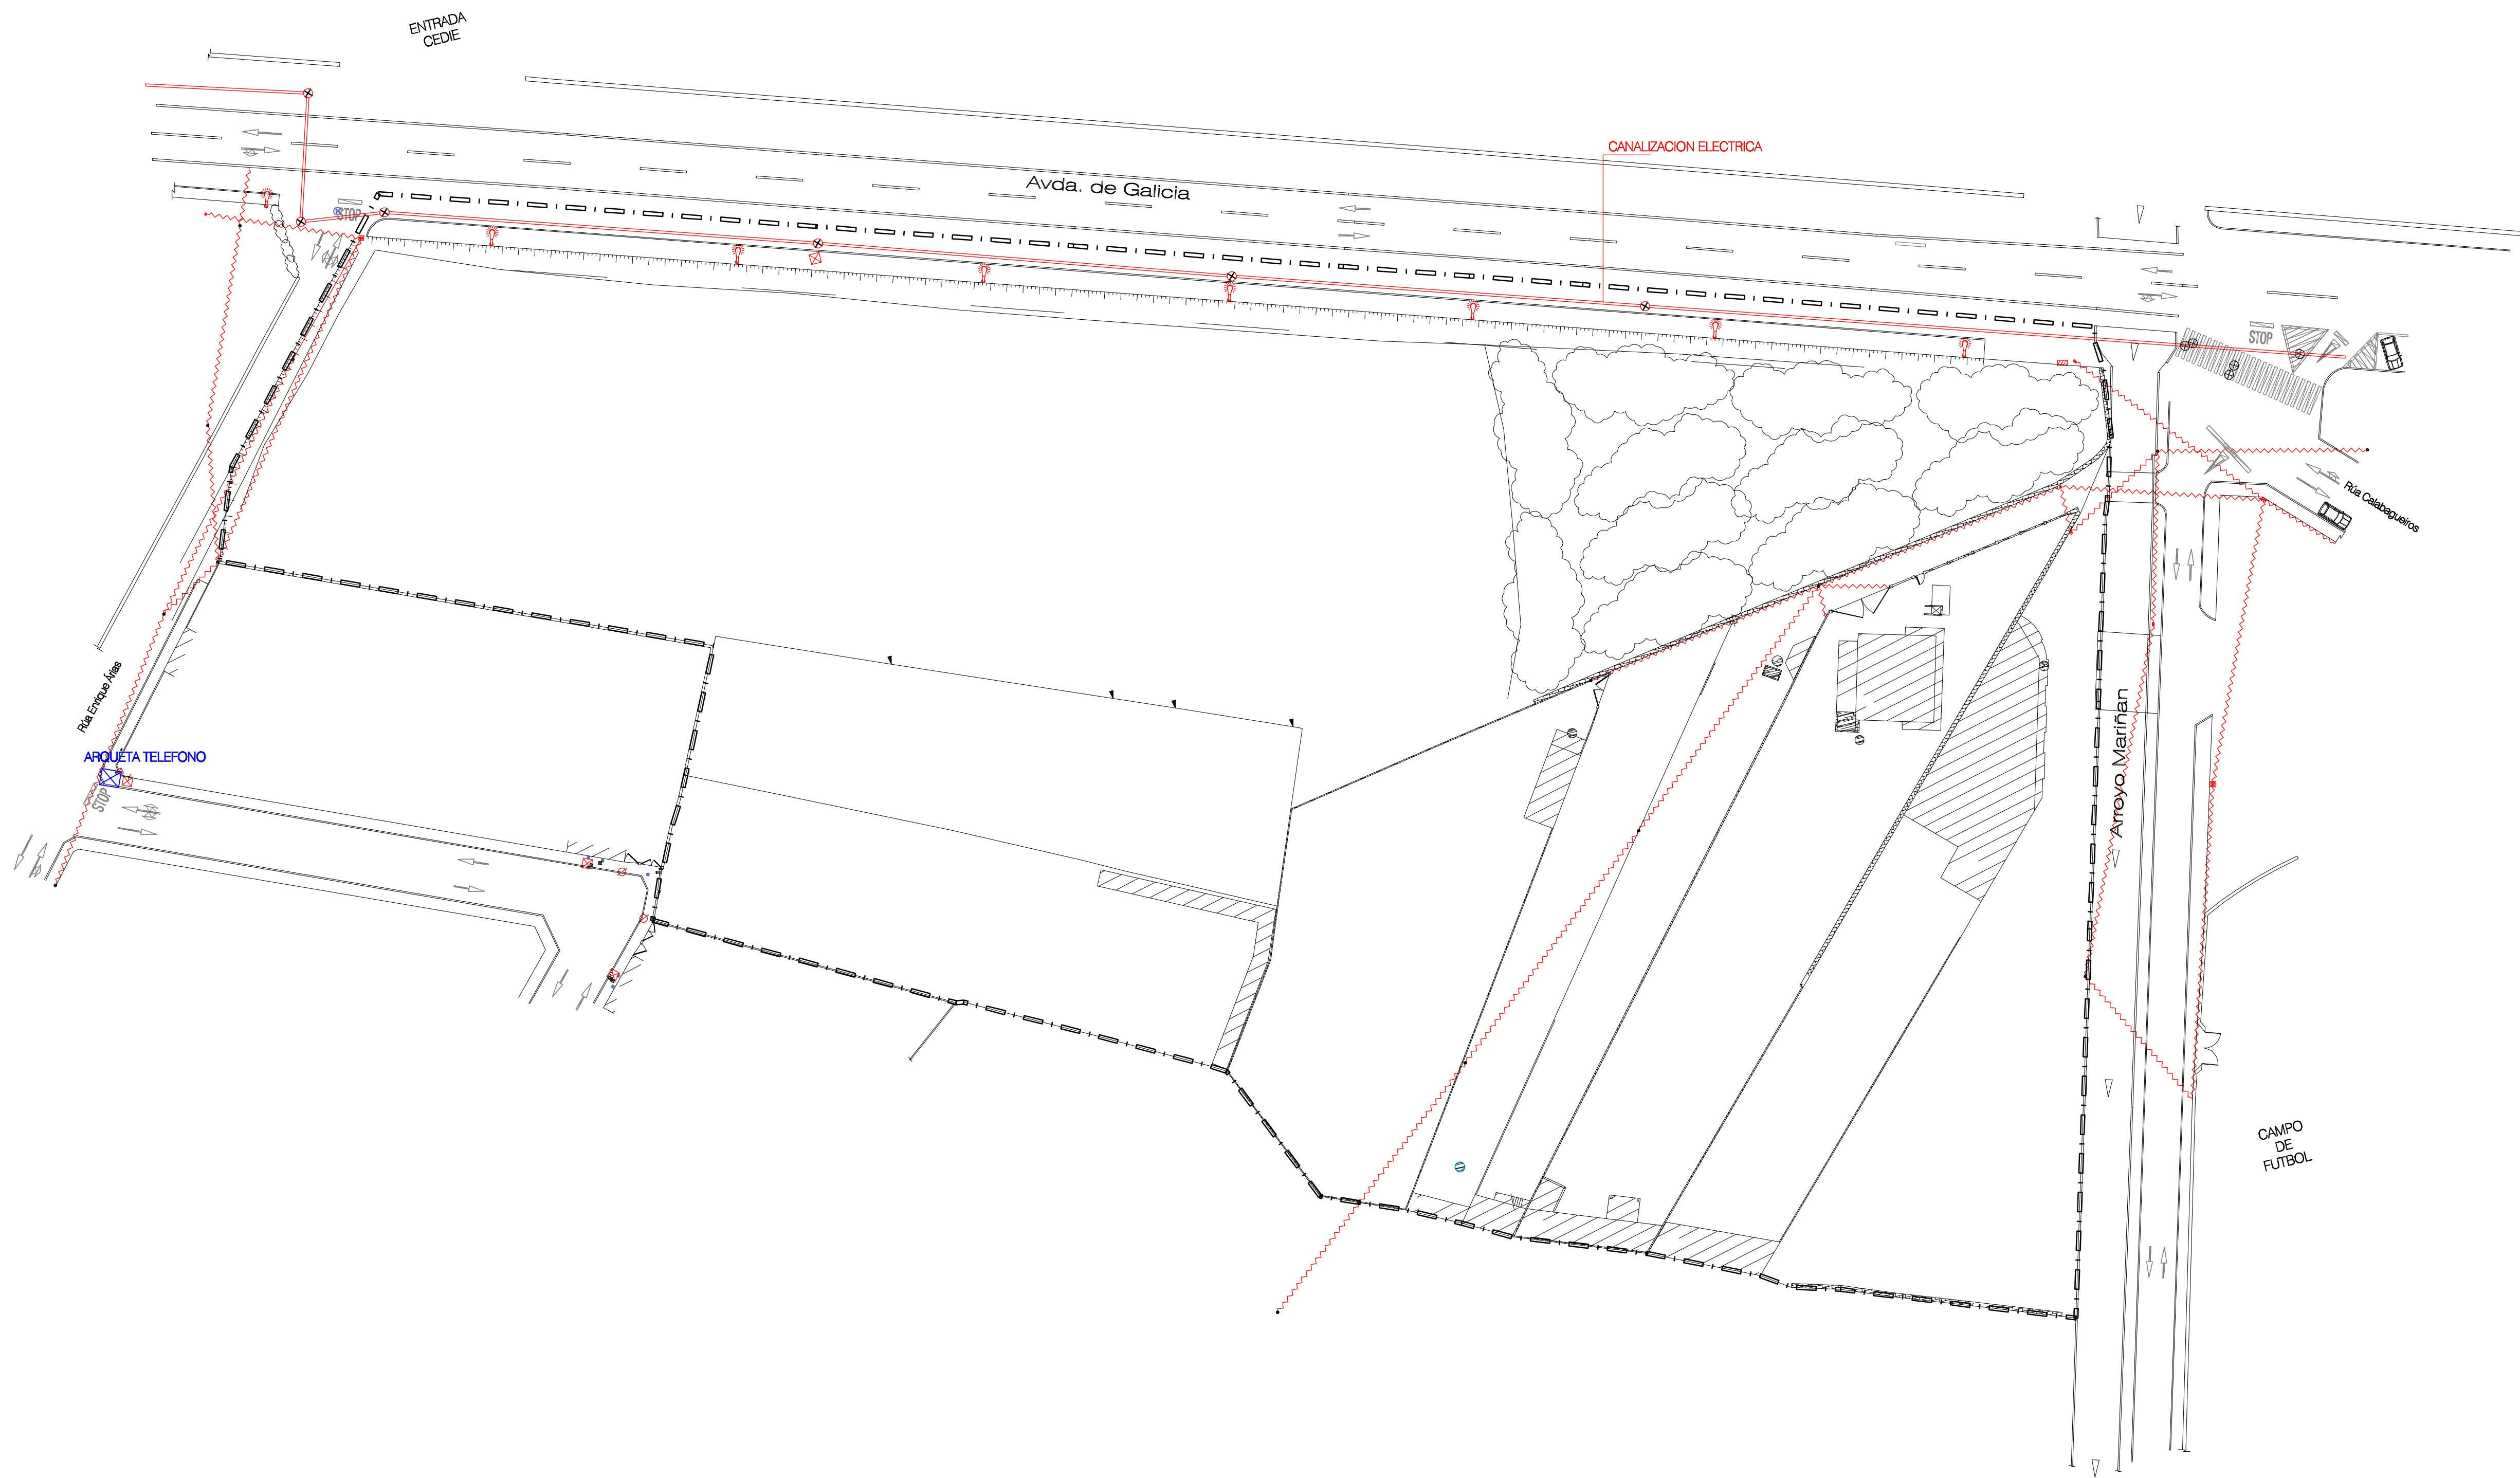 ENTRADA
CEDIE
CANALIZACION ELECTRICA
Avda. de Galicia
STOP
STOP
Rúa Calabagueiros
Rúa Enrique Árias
ARQUETA TELEFONO
STOP
Arroyo Mariñan
CAMPO
DE
FUTBOL